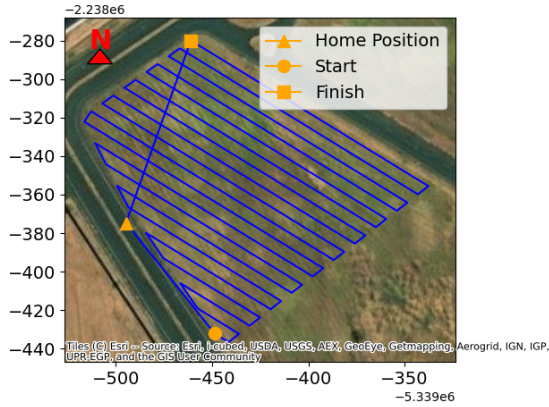 -2.238e6
N
Home Position
Start
Finish
-280
-300
-320
-340
-360
-380
-400
-420
-440
Tiles (C) Esri -- Source: Esri, i-cubed, USDA, USGS, AEX, GeoEye, Getmapping, Aerogrid, IGN, IGP,
UPR-EGP, and the GIS User Community
-500
-450
-400
-350
-5.339e6